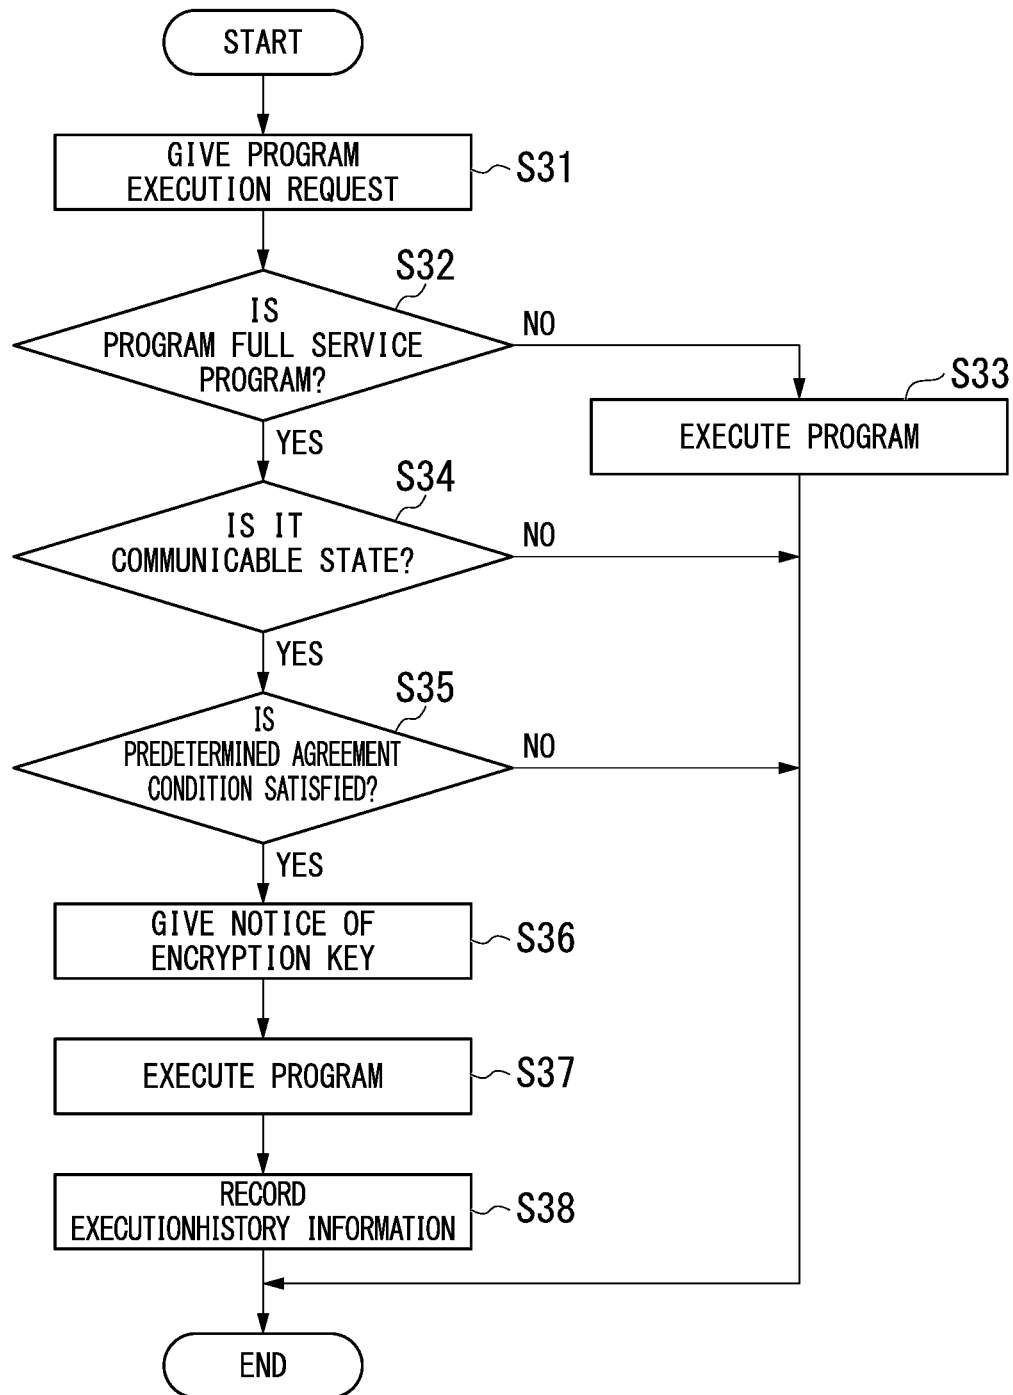 START
GIVE PROGRAM
EXECUTION REQUEST
S31
S32
IS
PROGRAM FULL SERVICE
PROGRAM?
NO
YES
S33
EXECUTE PROGRAM
S34
IS IT
COMMUNICABLE STATE?
NO
YES
S35
IS
PREDETERMINED AGREEMENT
CONDITION SATISFIED?
NO
YES
GIVE NOTICE OF
ENCRYPTION KEY
S36
EXECUTE PROGRAM
S37
RECORD
EXECUTIONHISTORY INFORMATION
S38
END